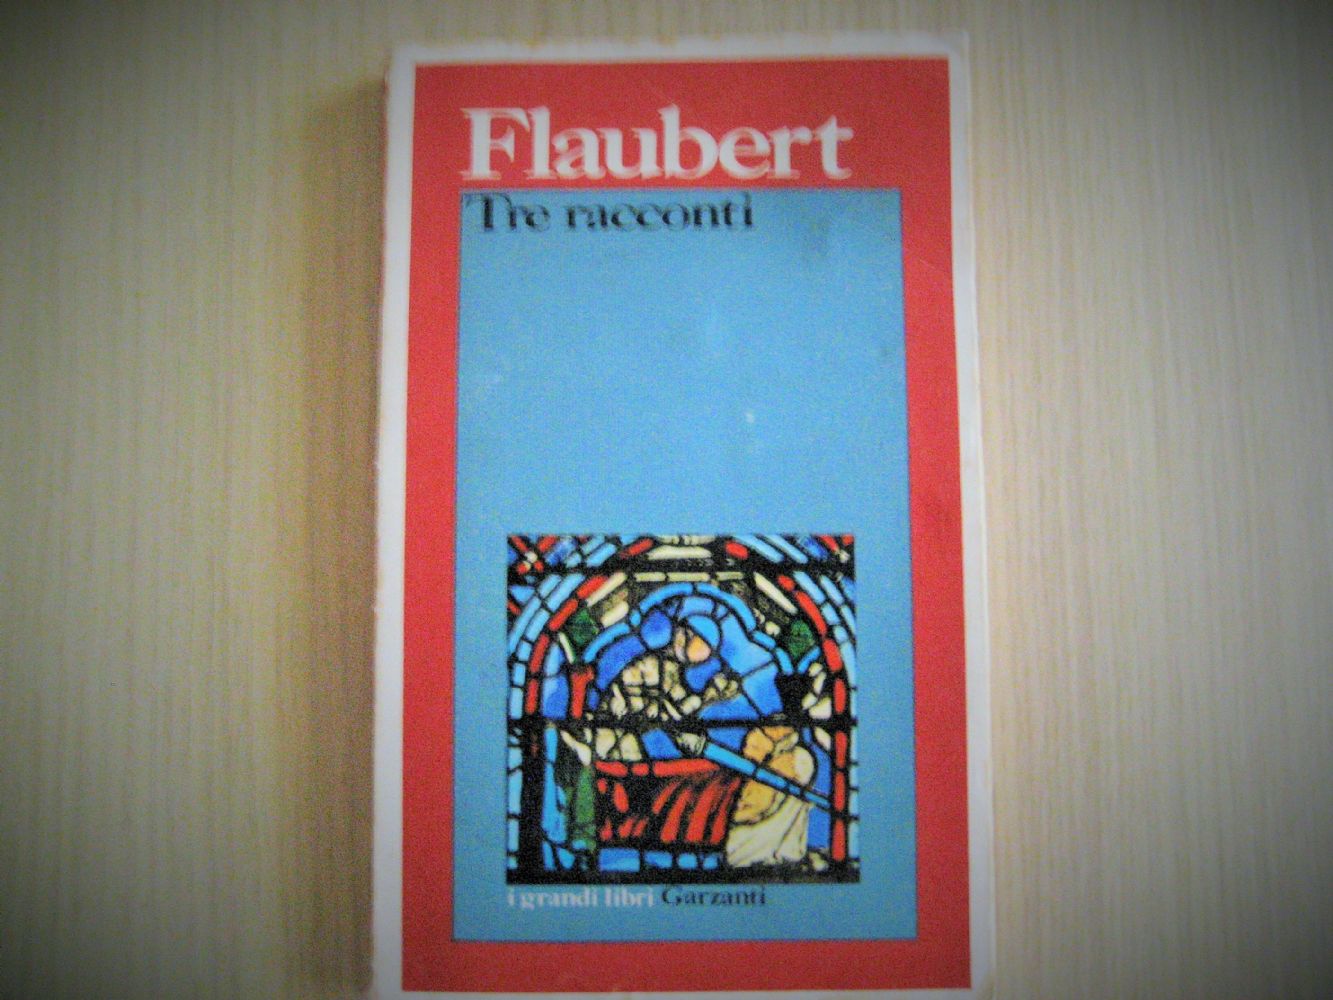 Flaubert
Tre racconti
i grandi libri Garzanti